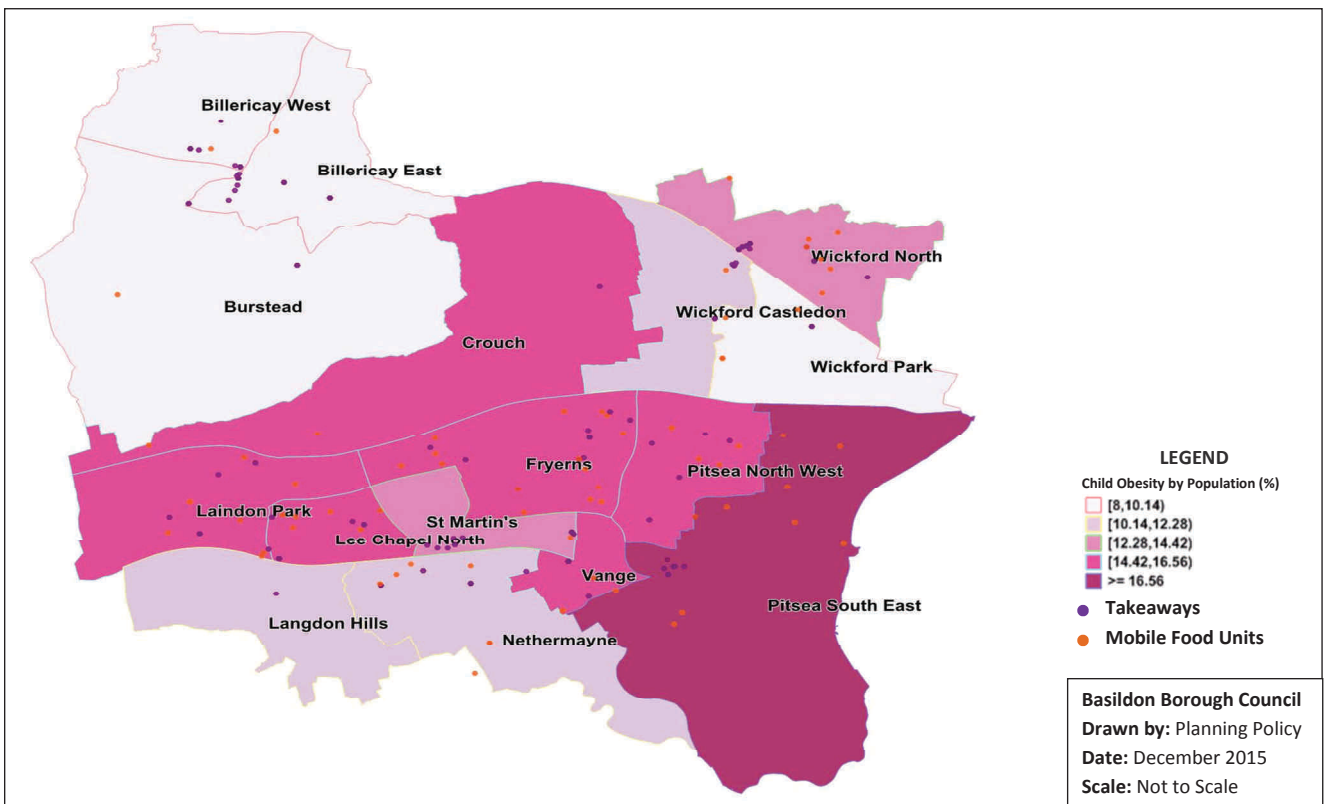 Billericay West
Billericay East
Wickford North
Burstead
Wickford Castledon
Crouch
Wickford Park
Fryerns
Pitsea North West
Laindon Park
St Martin's
Lee Chapel North
Vange
Pitsea South East
Langdon Hills
Nethermayne
LEGEND
Child Obesity by Population (%)
[8,10.14)
[10.14,12.28)
[12.28,14.42)
[14.42,16.56)
>= 16.56
Takeaways
Mobile Food Units
Basildon Borough Council
Drawn by: Planning Policy
Date: December 2015
Scale: Not to Scale